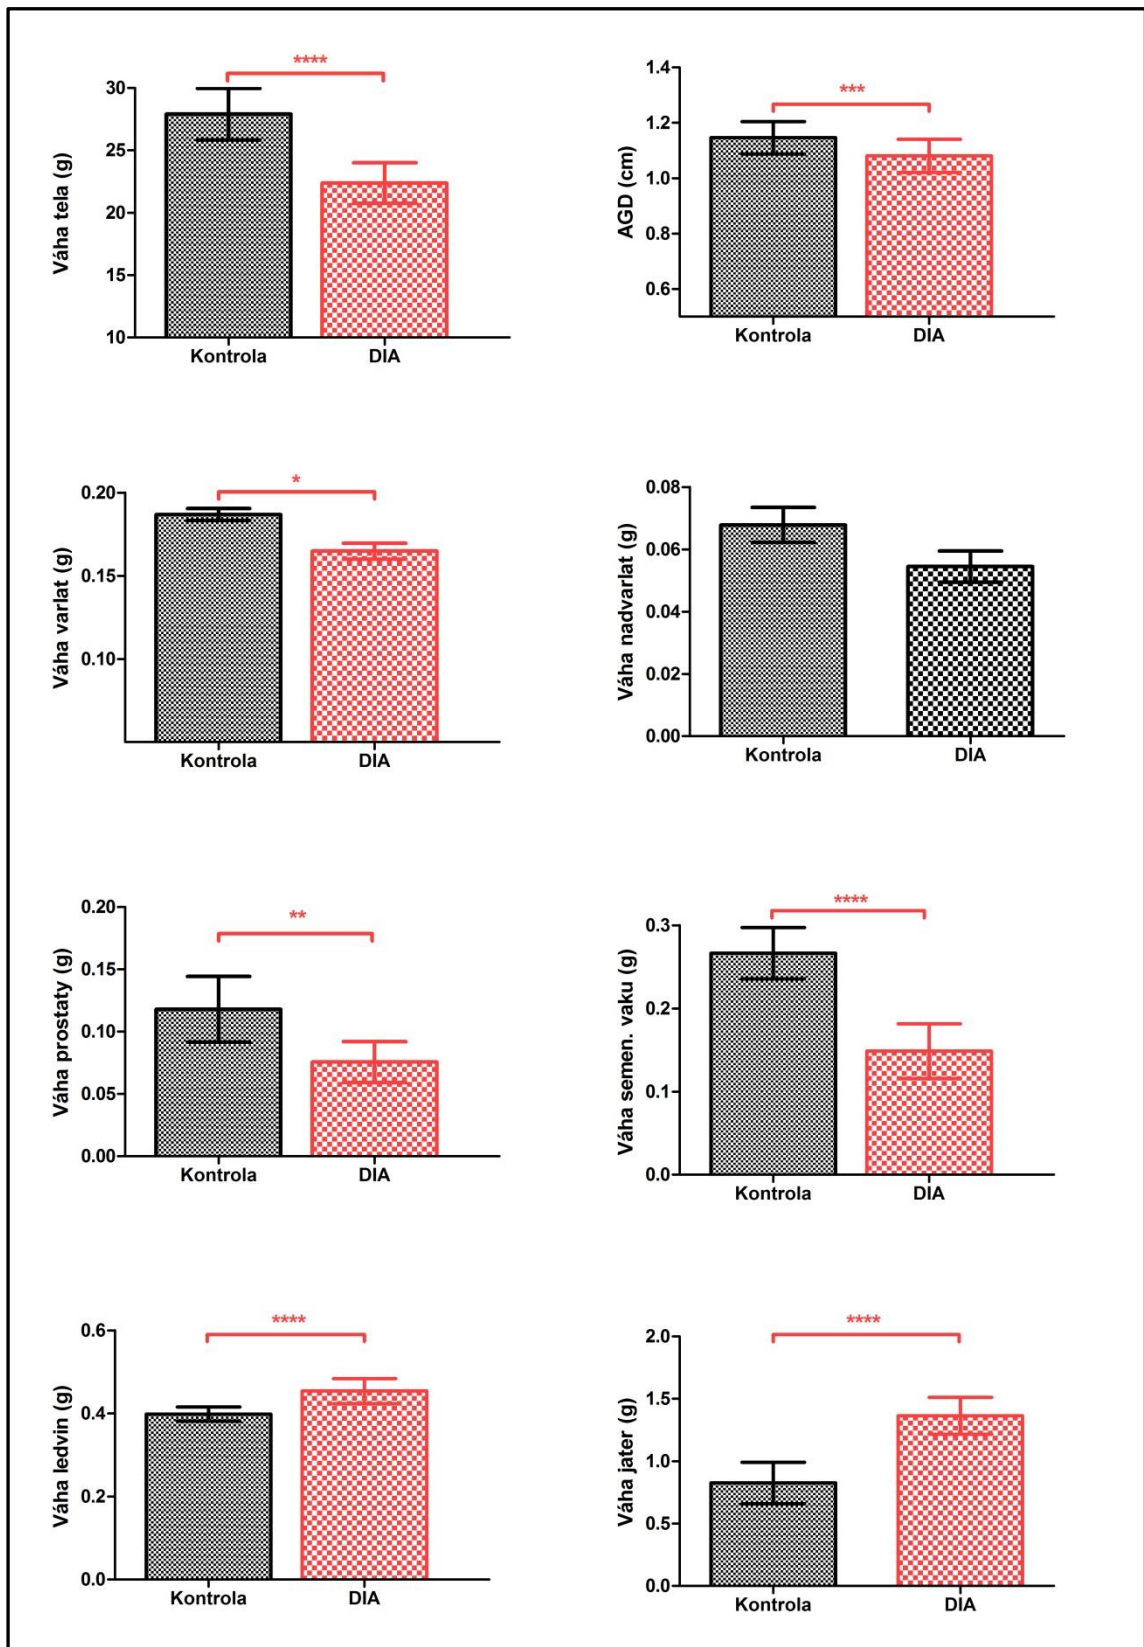 ****
Váha tela (g)
30
25
20
15
10
Kontrola DIA
***
AGD (cm)
1.4
1.2
1.0
0.8
0.6
Kontrola DIA
*
Váha varlat (g)
0.20
0.15
0.10
Kontrola DIA
Váha nadvarlat (g)
0.08
0.06
0.04
0.02
0.00
Kontrola DIA
**
Váha prostaty (g)
0.20
0.15
0.10
0.05
0.00
Kontrola DIA
****
Váha semen. vaku (g)
0.3
0.2
0.1
0.0
Kontrola DIA
****
Váha ledvin (g)
0.6
0.4
0.2
0.0
Kontrola DIA
****
Váha jater (g)
2.0
1.5
1.0
0.5
0.0
Kontrola DIA